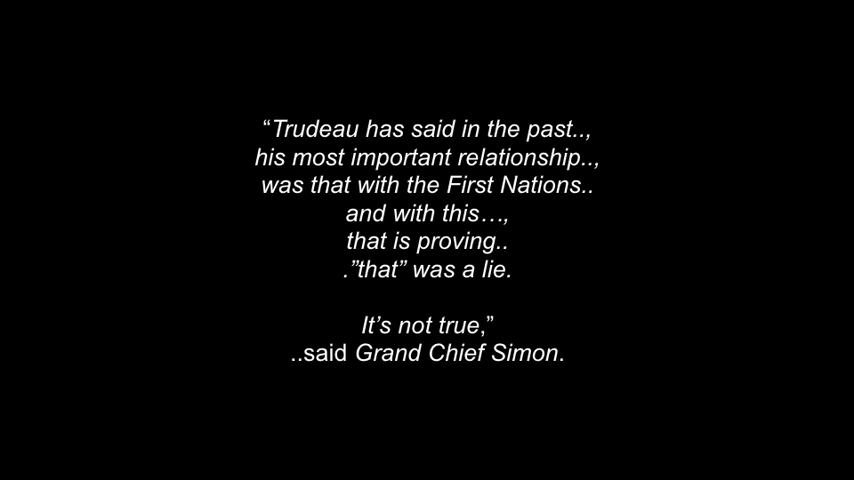 “Trudeau has said in the past..,
his most important relationship..,
was that with the First Nations..
and with this…,
that is proving..
.”that” was a lie.
It’s not true,”
..said Grand Chief Simon.